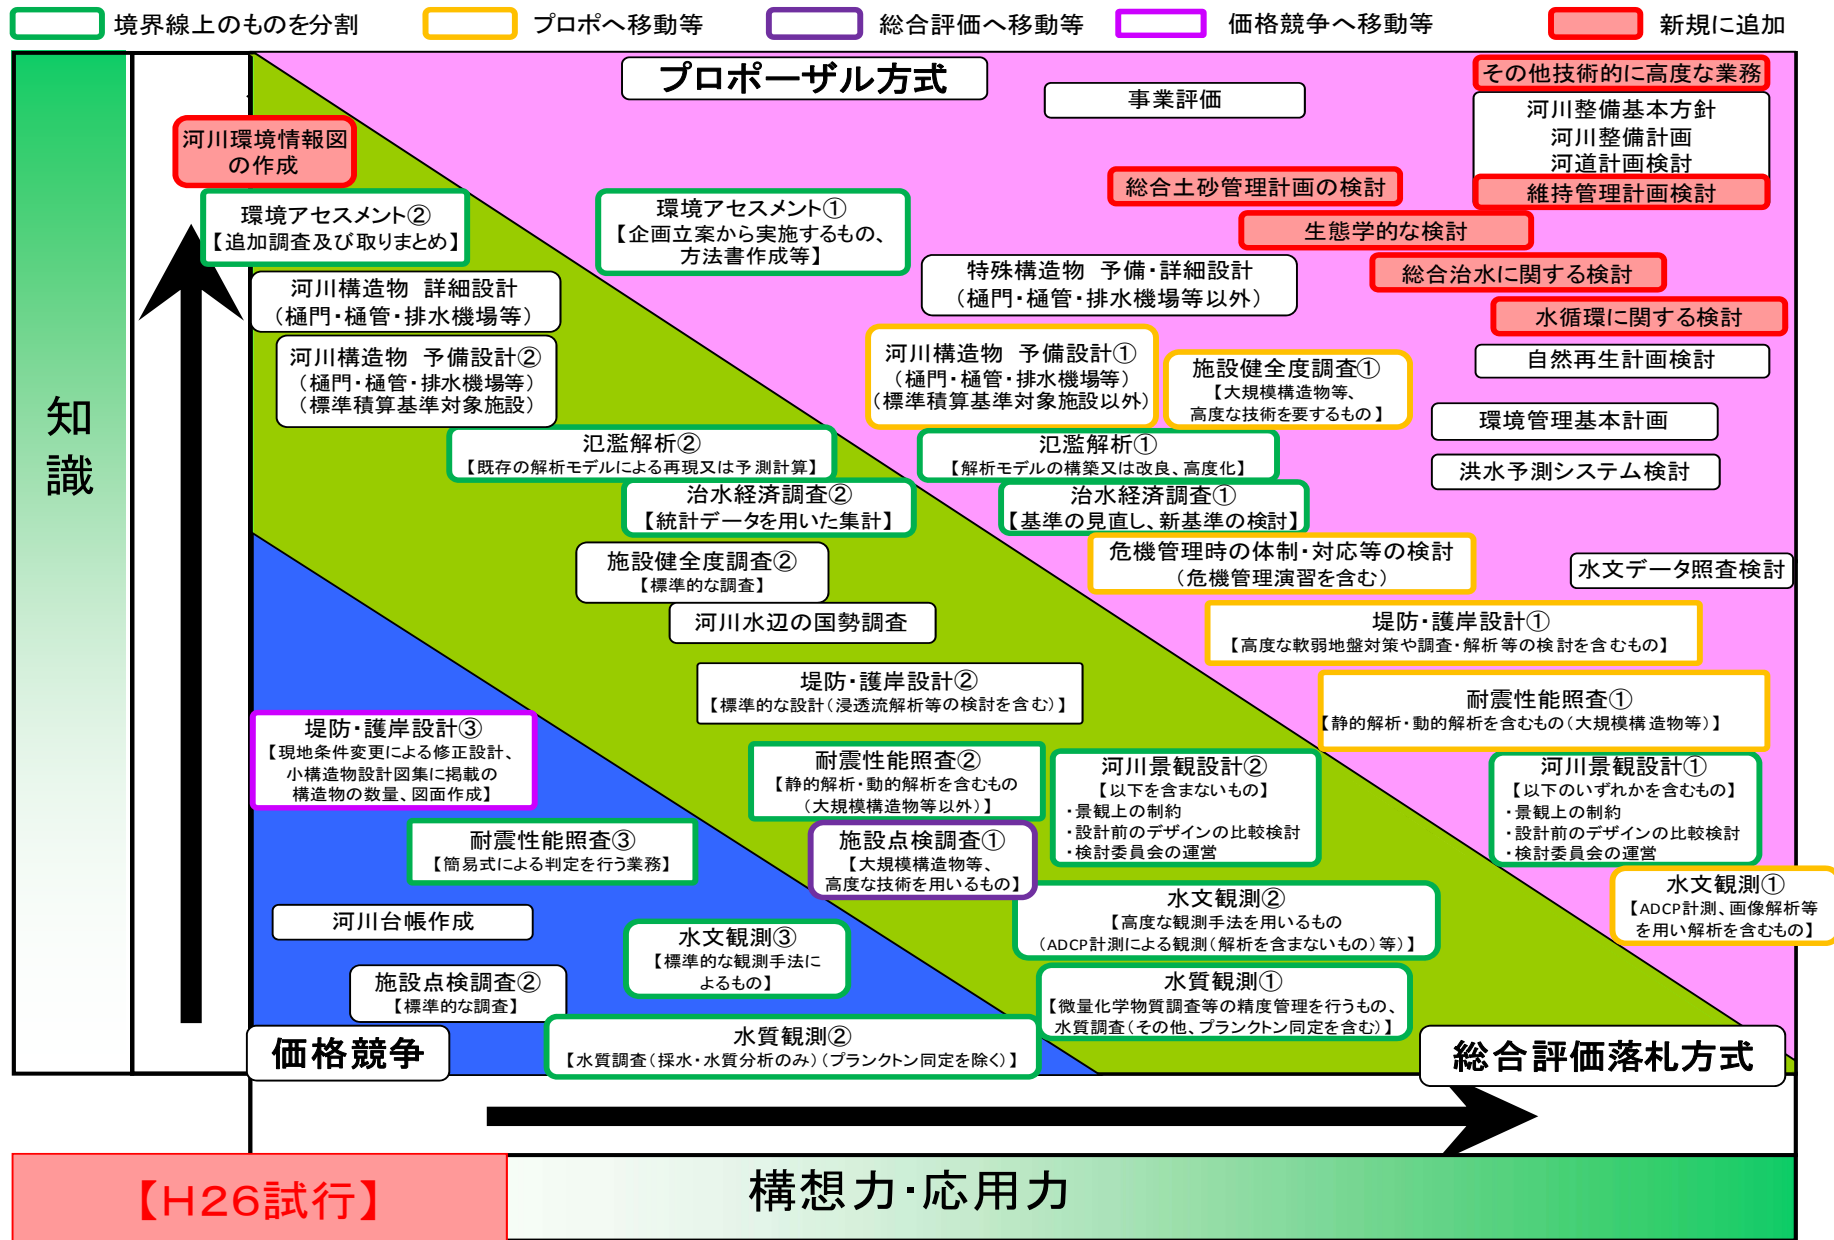 境界線上のものを分割
プロポへ移動等
総合評価へ移動等
価格競争へ移動等
新規に追加
プロポーザル方式
事業評価
その他技術的に高度な業務
河川整備基本方針
河川整備計画
河道計画検討
維持管理計画検討
河川環境情報図
の作成
総合土砂管理計画の検討
環境アセスメント②
【追加調査及び取りまとめ】
環境アセスメント①
【企画立案から実施するもの、
方法書作成等】
生態学的な検討
河川構造物 詳細設計
(樋門・樋管・排水機場等)
特殊構造物 予備・詳細設計
(樋門・樋管・排水機場等以外)
総合治水に関する検討
水循環に関する検討
河川構造物 予備設計②
(樋門・樋管・排水機場等)
(標準積算基準対象施設)
河川構造物 予備設計①
(樋門・樋管・排水機場等)
(標準積算基準対象施設以外)
施設健全度調査①
【大規模構造物等、
高度な技術を要するもの】
自然再生計画検討
環境管理基本計画
知
識
氾濫解析②
【既存の解析モデルによる再現又は予測計算】
氾濫解析①
【解析モデルの構築又は改良、高度化】
洪水予測システム検討
治水経済調査②
【統計データを用いた集計】
治水経済調査①
【基準の見直し、新基準の検討】
施設健全度調査②
【標準的な調査】
危機管理時の体制・対応等の検討
(危機管理演習を含む)
水文データ照査検討
河川水辺の国勢調査
堤防・護岸設計①
【高度な軟弱地盤対策や調査・解析等の検討を含むもの】
堤防・護岸設計②
【標準的な設計(浸透流解析等の検討を含む)】
耐震性能照査①
【静的解析・動的解析を含むもの(大規模構造物等)】
堤防・護岸設計③
【現地条件変更による修正設計、
小構造物設計図集に掲載の
構造物の数量、図面作成】
耐震性能照査②
【静的解析・動的解析を含むもの
(大規模構造物等以外)】
河川景観設計②
【以下を含まないもの】
・景観上の制約
・設計前のデザインの比較検討
・検討委員会の運営
河川景観設計①
【以下のいずれかを含むもの】
・景観上の制約
・設計前のデザインの比較検討
・検討委員会の運営
耐震性能照査③
【簡易式による判定を行う業務】
施設点検調査①
【大規模構造物等、
高度な技術を用いるもの】
水文観測①
【ADCP計測、画像解析等
を用い解析を含むもの】
河川台帳作成
水文観測③
【標準的な観測手法に
よるもの】
水文観測②
【高度な観測手法を用いるもの
(ADCP計測による観測(解析を含まないもの)等)】
施設点検調査②
【標準的な調査】
水質観測①
【微量化学物質調査等の精度管理を行うもの、
水質調査(その他、プランクトン同定を含む)】
水質観測②
【水質調査(採水・水質分析のみ)(プランクトン同定を除く)】
価格競争
総合評価落札方式
【H26試行】
構想力・応用力